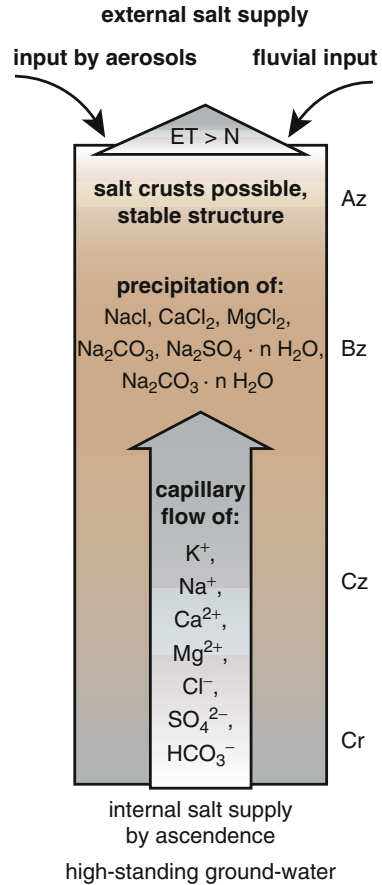 external salt supply
input by aerosols
fluvial input
ET > N
salt crusts possible,
stable structure
Az
precipitation of:
Nacl, CaCl₂, MgCl₂,
Na₂CO₃, Na₂SO₄ · n H₂O,
Bz
Na₂CO₃ · n H₂O
capillary
flow of:
K⁺,
Na⁺,
Cz
Ca²⁺,
Mg²⁺,
Cl⁻,
SO₄²⁻,
Cr
HCO₃⁻
internal salt supply
by ascendence
high-standing ground-water